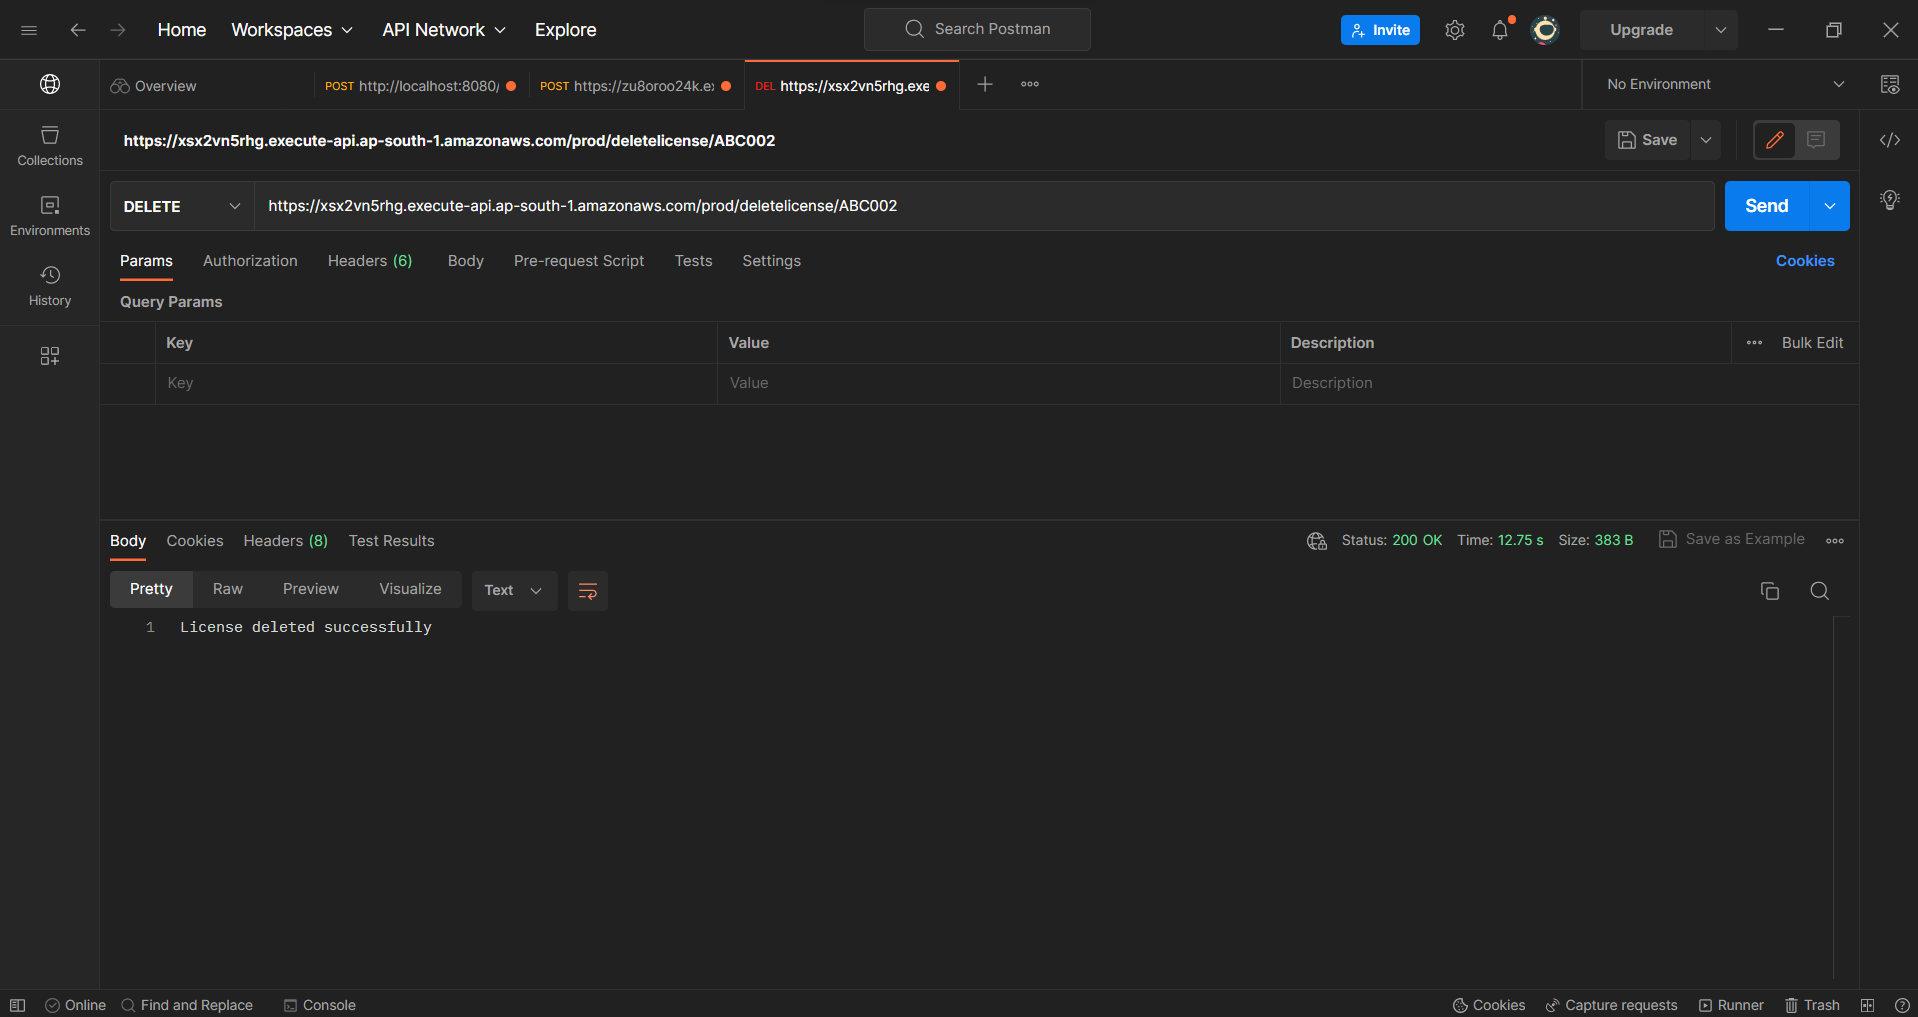 Home Workspaces API Network Explore Search Postman Invite Upgrade
Overview POST http://localhost:8080/ POST https://zu8oroo24k.e DEL https://xsx2vn5rhg.exe No Environment
https://xsx2vn5rhg.execute-api.ap-south-1.amazonaws.com/prod/deletelicense/ABC002 Save
Collections
DELETE https://xsx2vn5rhg.execute-api.ap-south-1.amazonaws.com/prod/deletelicense/ABC002 Send
Environments
Params Authorization Headers (6) Body Pre-request Script Tests Settings Cookies
History
Query Params
Key Value Description Bulk Edit
Key Value Description
Body Cookies Headers (8) Test Results Status: 200 OK Time: 12.75 s Size: 383 B Save as Example
Pretty Raw Preview Visualize Text
1 License deleted successfully
Online Find and Replace Console Cookies Capture requests Runner Trash